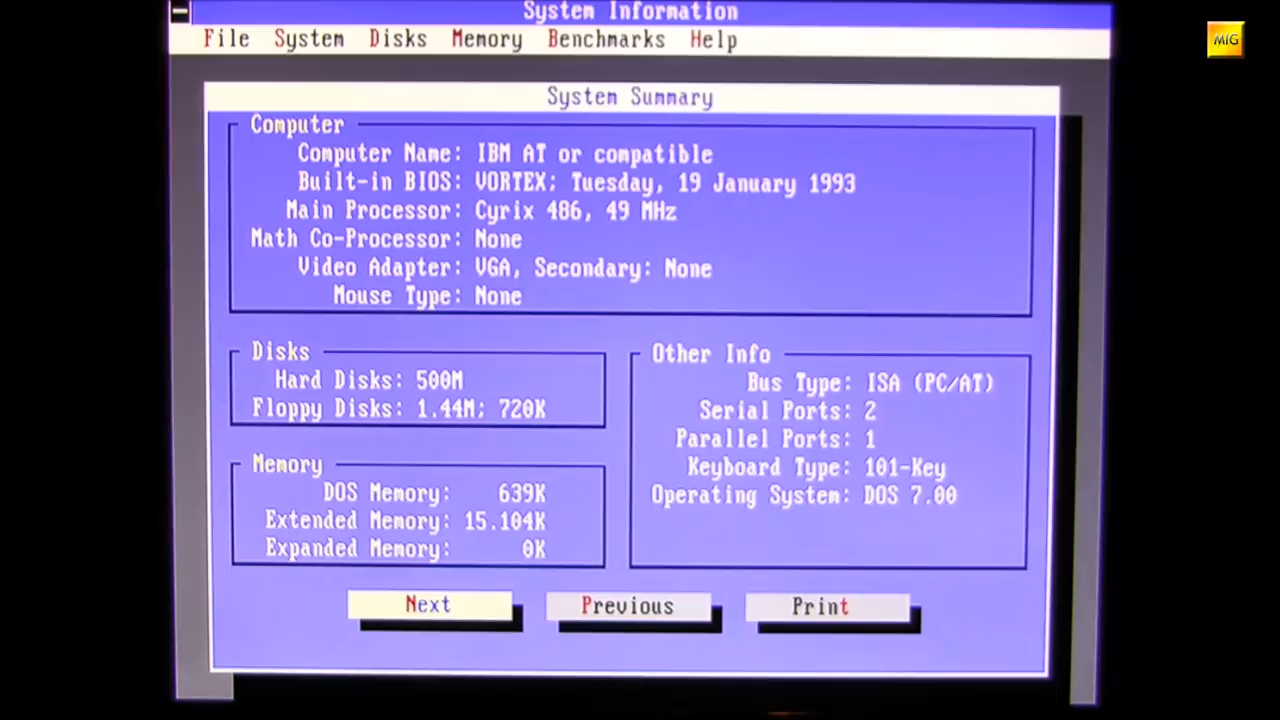 System Information
File System Disks Memory Benchmarks Help
MIG
System Summary
Computer
Computer Name: IBM AT or compatible
Built-in BIOS: VORTEX; Tuesday, 19 January 1993
Main Processor: Cyrix 486, 49 MHz
Math Co-Processor: None
Video Adapter: VGA, Secondary: None
Mouse Type: None
Disks
Hard Disks: 500M
Floppy Disks: 1.44M; 720K
Memory
DOS Memory: 639K
Extended Memory: 15.104K
Expanded Memory: 0K
Other Info
Bus Type: ISA (PC/AT)
Serial Ports: 2
Parallel Ports: 1
Keyboard Type: 101-Key
Operating System: DOS 7.00
Next Previous Print